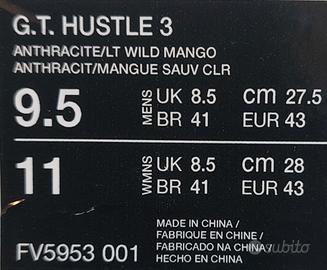 G.T. HUSTLE 3
ANTHRACITE/LT WILD MANGO
ANTHRACIT/MANGUE SAUV CLR
9.5 MENS UK 8.5 cm 27.5
BR 41 EUR 43
11 WMNS UK 8.5 cm 28
BR 41 EUR 43
MADE IN CHINA /
FABRIQUE EN CHINE /
FABRICADO NA CHINA /
FV5953 001 HECHO EN CHINA
subito